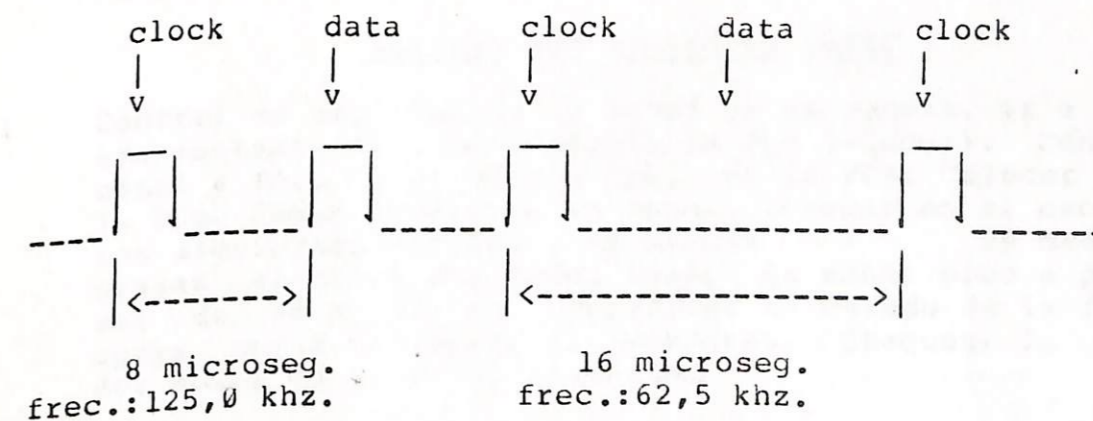 clock data clock data clock
8 microseg. 16 microseg.
frec.:125,0 khz. frec.:62,5 khz.